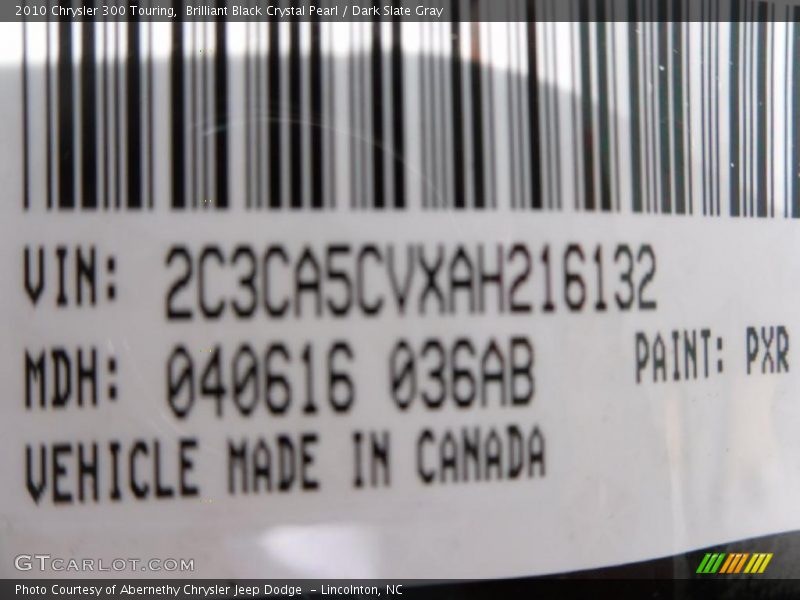 2010 Chrysler 300 Touring,  Brilliant Black Crystal Pearl / Dark Slate Gray
VIN: 2C3CA5CVXAH216132
MDH: 040616 036AB PAINT: PXR
VEHICLE MADE IN CANADA
GTCARLOT.COM
Photo Courtesy of Abernethy Chrysler Jeep Dodge  - Lincolnton, NC